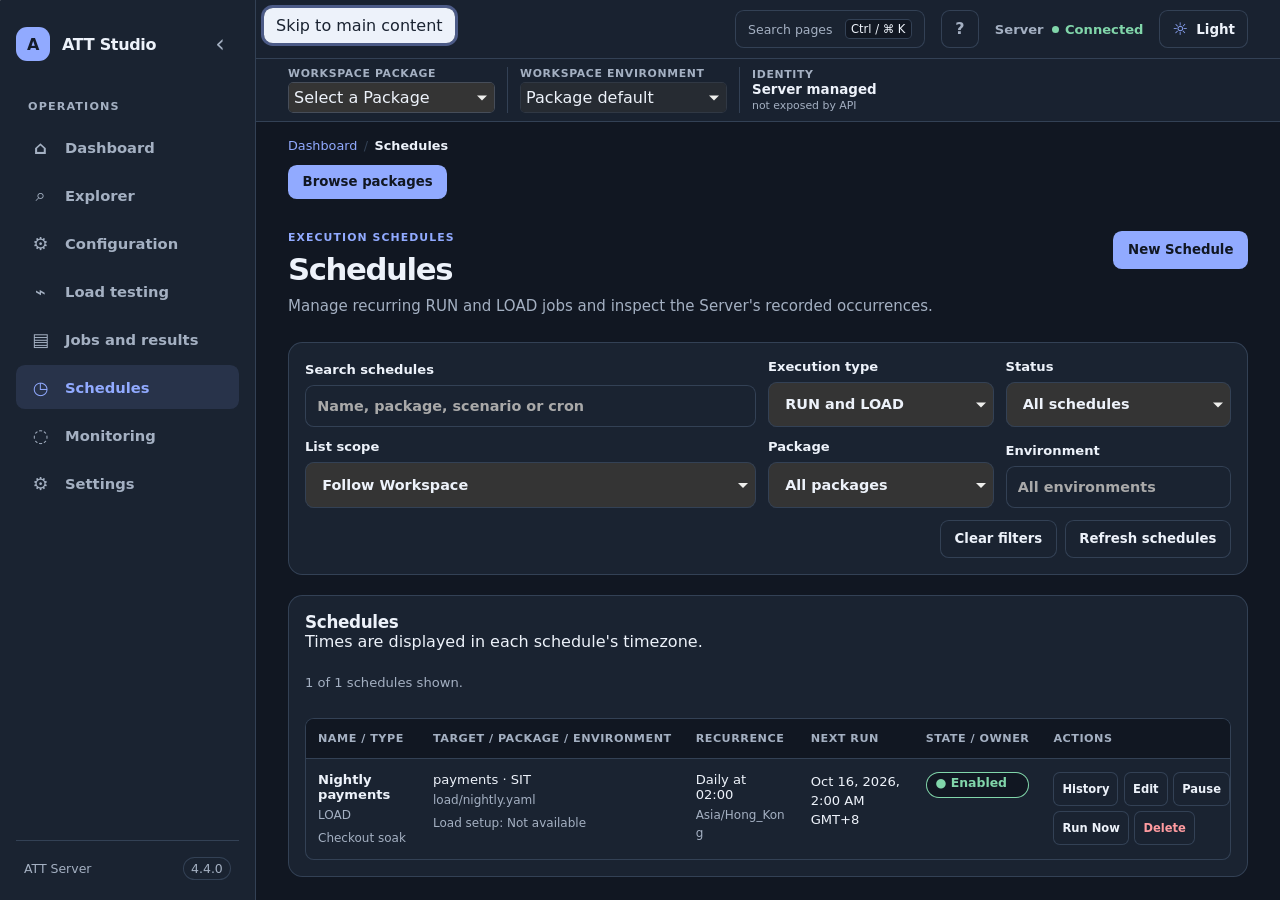 A ATT Studio
OPERATIONS
Dashboard
Explorer
Configuration
Load testing
Jobs and results
Schedules
Monitoring
Settings
ATT Server 4.4.0
Skip to main content
Search pages Ctrl / ⌘ K ? Server Connected Light
WORKSPACE PACKAGE
Select a Package
WORKSPACE ENVIRONMENT
Package default
IDENTITY
Server managed
not exposed by API
Dashboard / Schedules
Browse packages
EXECUTION SCHEDULES
Schedules
Manage recurring RUN and LOAD jobs and inspect the Server's recorded occurrences.
New Schedule
Search schedules
Name, package, scenario or cron
Execution type
RUN and LOAD
Status
All schedules
List scope
Follow Workspace
Package
All packages
Environment
All environments
Clear filters Refresh schedules
Schedules
Times are displayed in each schedule's timezone.
1 of 1 schedules shown.
NAME / TYPE TARGET / PACKAGE / ENVIRONMENT RECURRENCE NEXT RUN STATE / OWNER ACTIONS
Nightly
payments
LOAD
Checkout soak
payments · SIT
load/nightly.yaml
Load setup: Not available
Daily at
02:00
Asia/Hong_Kon
g
Oct 16, 2026,
2:00 AM
GMT+8
Enabled
History Edit Pause
Run Now Delete